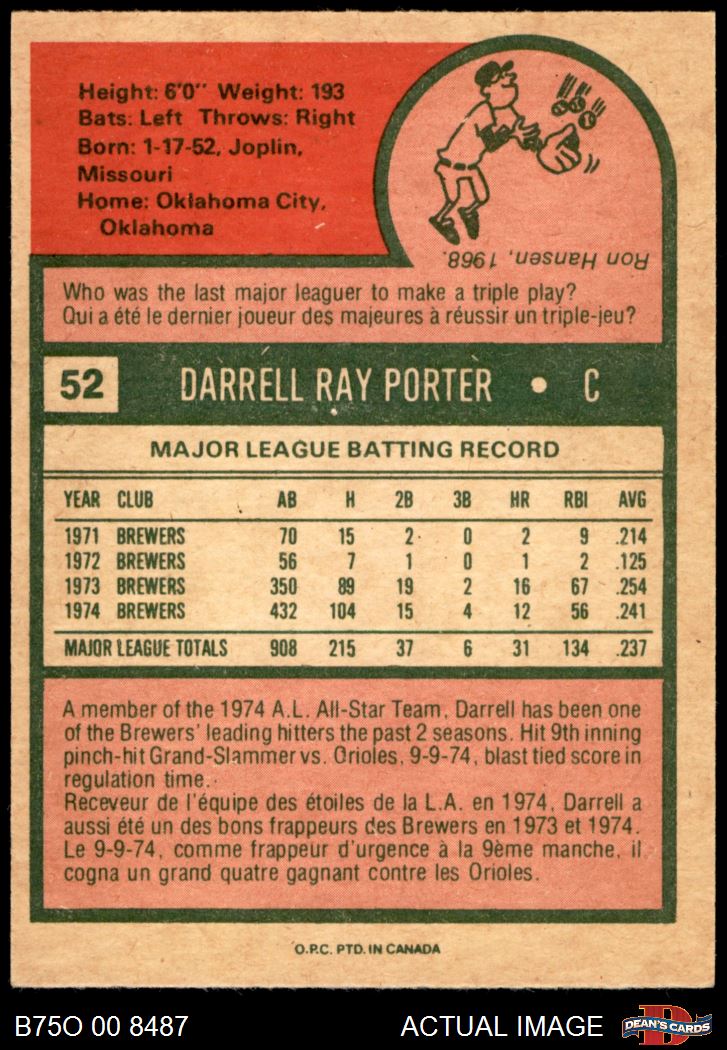 Height: 6'0" Weight: 193
Bats: Left Throws: Right
Born: 1-17-52, Joplin,
Missouri
Home: Oklahoma City,
Oklahoma
Ron Hansen, 1968.
Who was the last major leaguer to make a triple play?
Qui a été le dernier joueur des majeures à réussir un triple-jeu?
52 DARRELL RAY PORTER • C
MAJOR LEAGUE BATTING RECORD
YEAR CLUB AB H 2B 3B HR RBI AVG
1971 BREWERS 70 15 2 0 2 9 .214
1972 BREWERS 56 7 1 0 1 2 .125
1973 BREWERS 350 89 19 2 16 67 .254
1974 BREWERS 432 104 15 4 12 56 .241
MAJOR LEAGUE TOTALS 908 215 37 6 31 134 .237
A member of the 1974 A.L. All-Star Team, Darrell has been one
of the Brewers' leading hitters the past 2 seasons. Hit 9th inning
pinch-hit Grand-Slammer vs. Orioles, 9-9-74, blast tied score in
regulation time.
Receveur de l'équipe des étoiles de la L.A. en 1974, Darrell a
aussi été un des bons frappeurs des Brewers en 1973 et 1974.
Le 9-9-74, comme frappeur d'urgence à la 9ème manche, il
cogna un grand quatre gagnant contre les Orioles.
O.P.C. PTD. IN CANADA
B75O 00 8487 ACTUAL IMAGE D DEAN'S CARDS